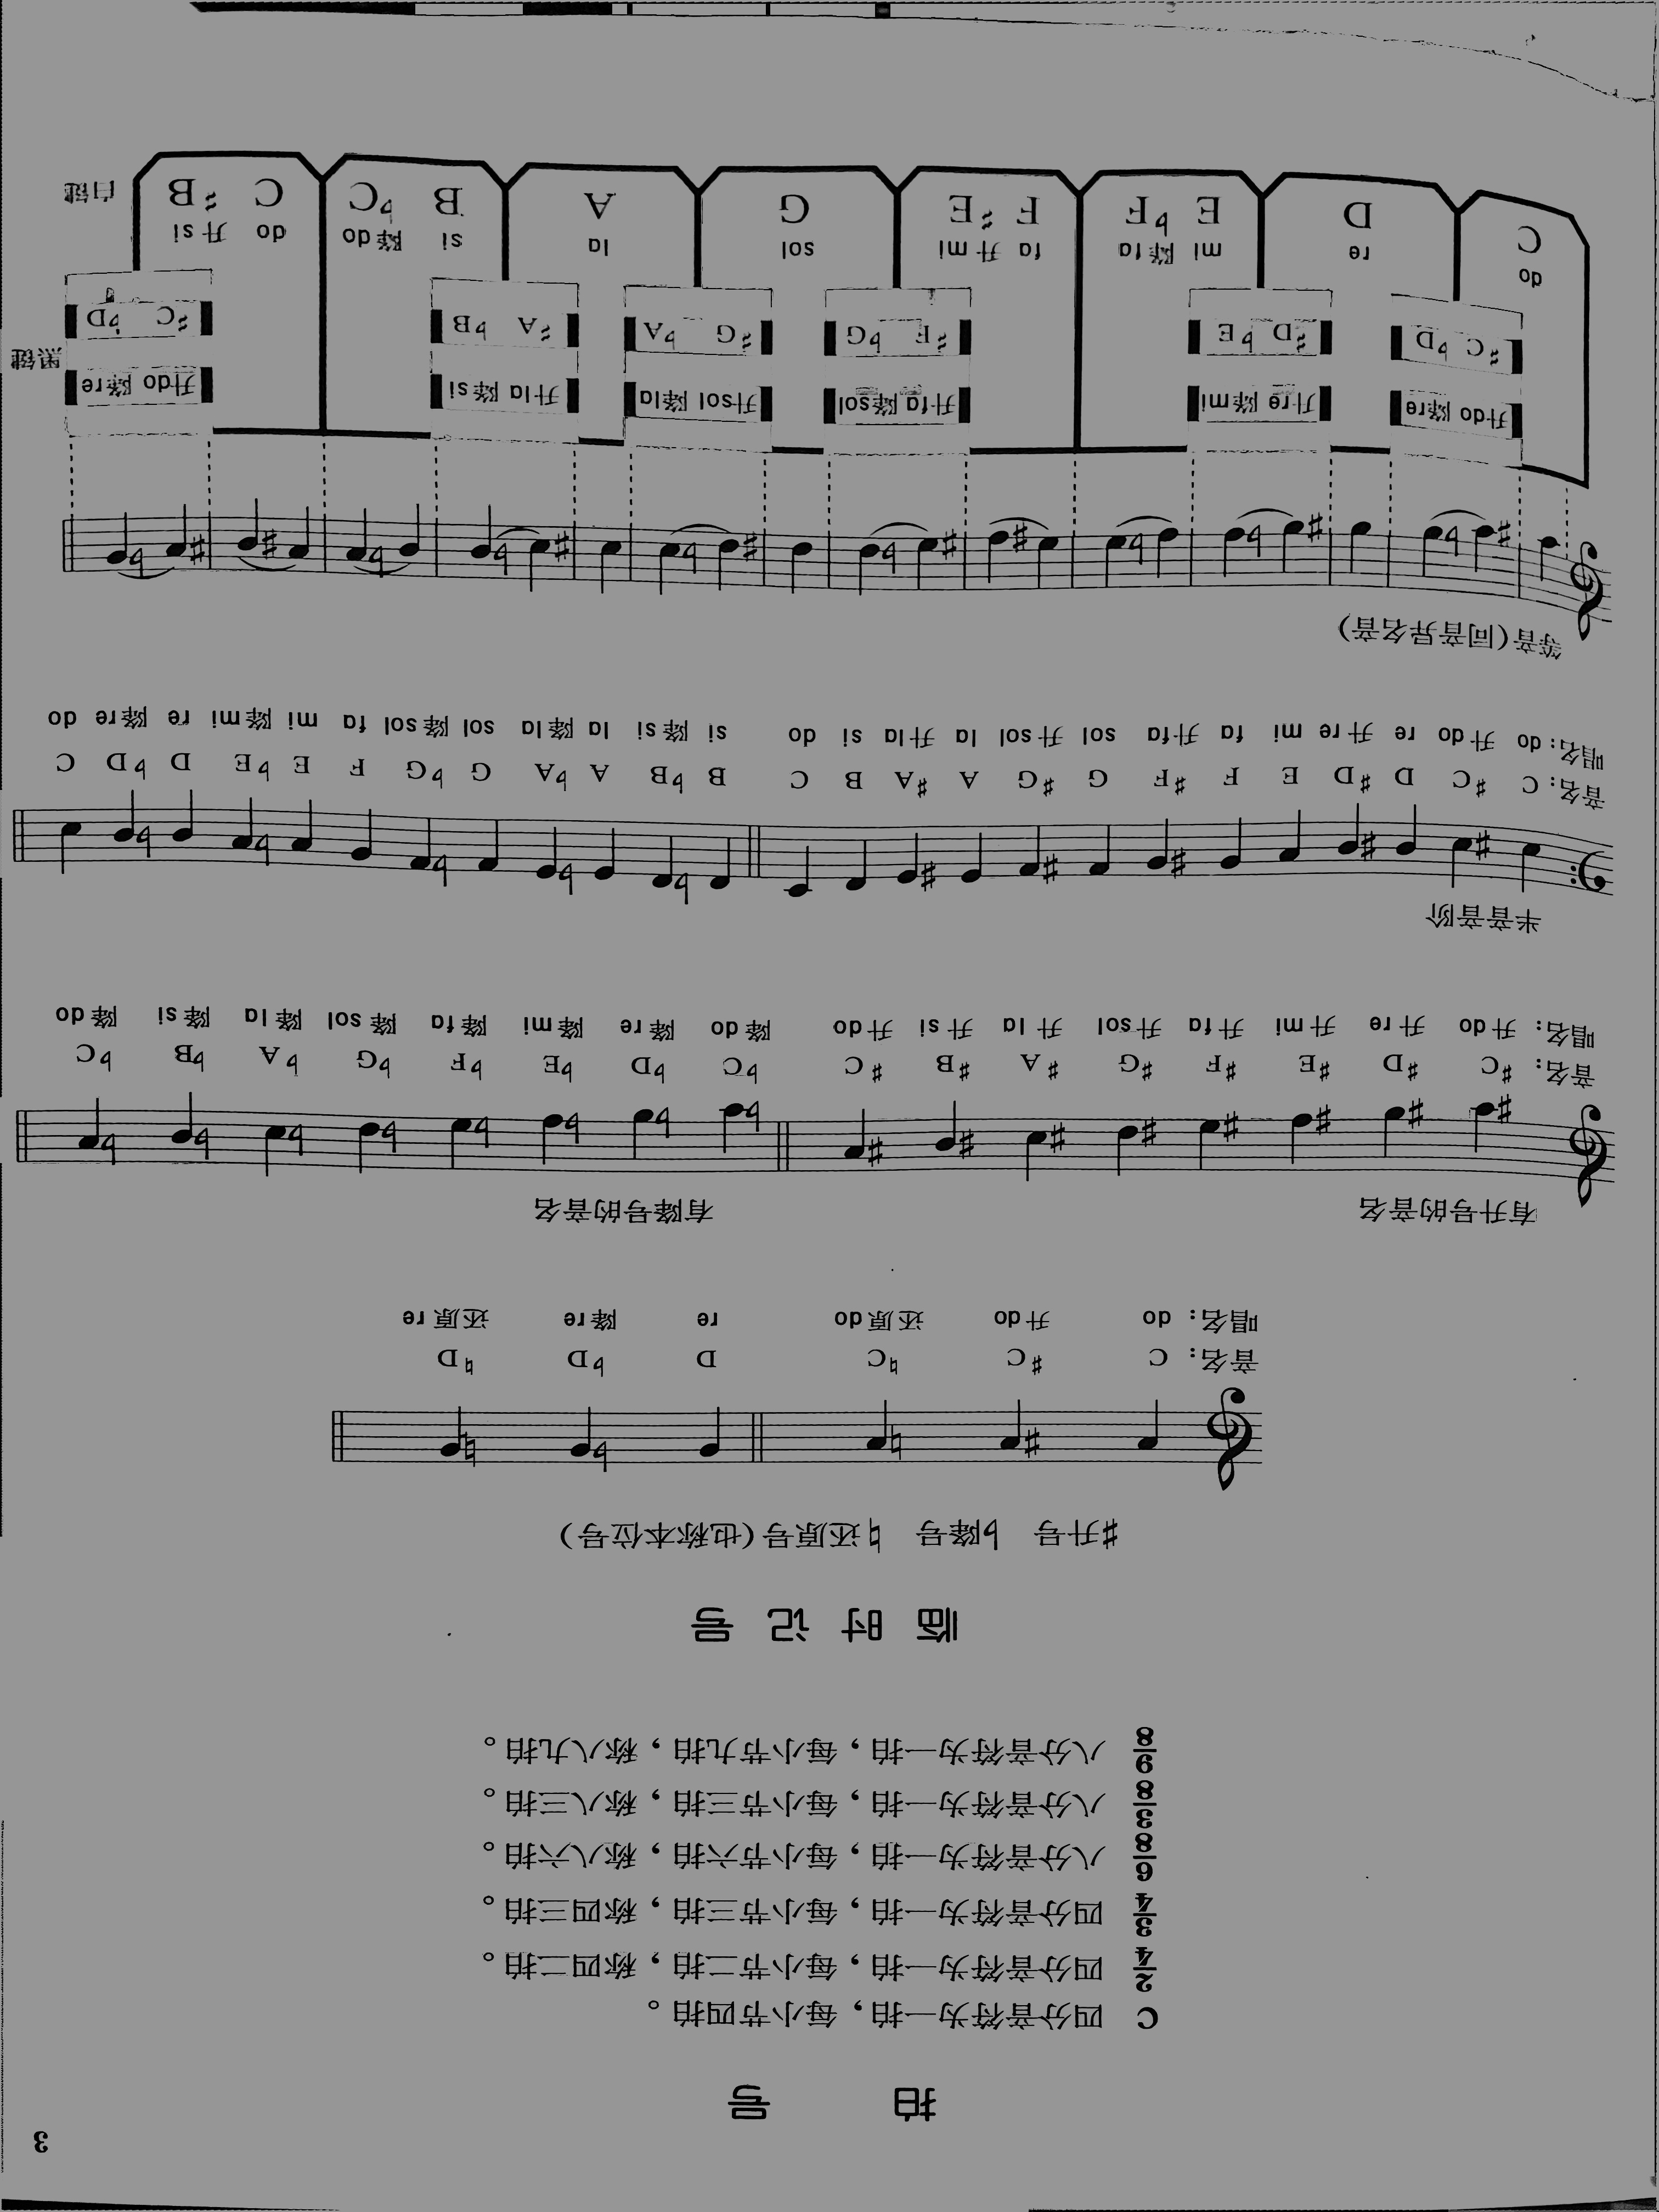 3
拍 号
C 四分音符为一拍，每小节四拍。
2/4 四分音符为一拍，每小节二拍，称四二拍。
3/4 四分音符为一拍，每小节三拍，称四三拍。
6/8 八分音符为一拍，每小节六拍，称八六拍。
3/8 八分音符为一拍，每小节三拍，称八三拍。
9/8 八分音符为一拍，每小节九拍，称八九拍。
临 时 记 号
♯升号 ♭降号 ♮还原号(也称本位号)
音名: C ♯C ♮C D ♭D ♮D
唱名: do 升do 还原do re 降re 还原re
有升号的音名 有降号的音名
音名: ♯C ♯D ♯E ♯F ♯G ♯A ♯B ♯C ♭C ♭D ♭E ♭F ♭G ♭A ♭B ♭C
唱名: 升do 升re 升mi 升fa 升sol 升la 升si 升do 降do 降re 降mi 降fa 降sol 降la 降si 降do
半音音阶
音名: C ♯C D ♯D E F ♯F G ♯G A ♯A B C B ♭B A ♭A G ♭G F E ♭E D ♭D C
唱名: do 升do re 升re mi fa 升fa sol 升sol la 升la si do si 降si la 降la sol 降sol fa mi 降mi re 降re do
等音(同音异名音)
升do 降re 升re 降mi 升fa 降sol 升sol 降la 升la 降si 升do 降re
黑键
♯C ♭D ♯D ♭E ♯F ♭G ♯G ♭A ♯A ♭B ♯C ♭D
do re mi 降fa fa 升mi sol la si 降do do 升si
C D E ♭F F ♯E G A B ♭C C ♯B
白键